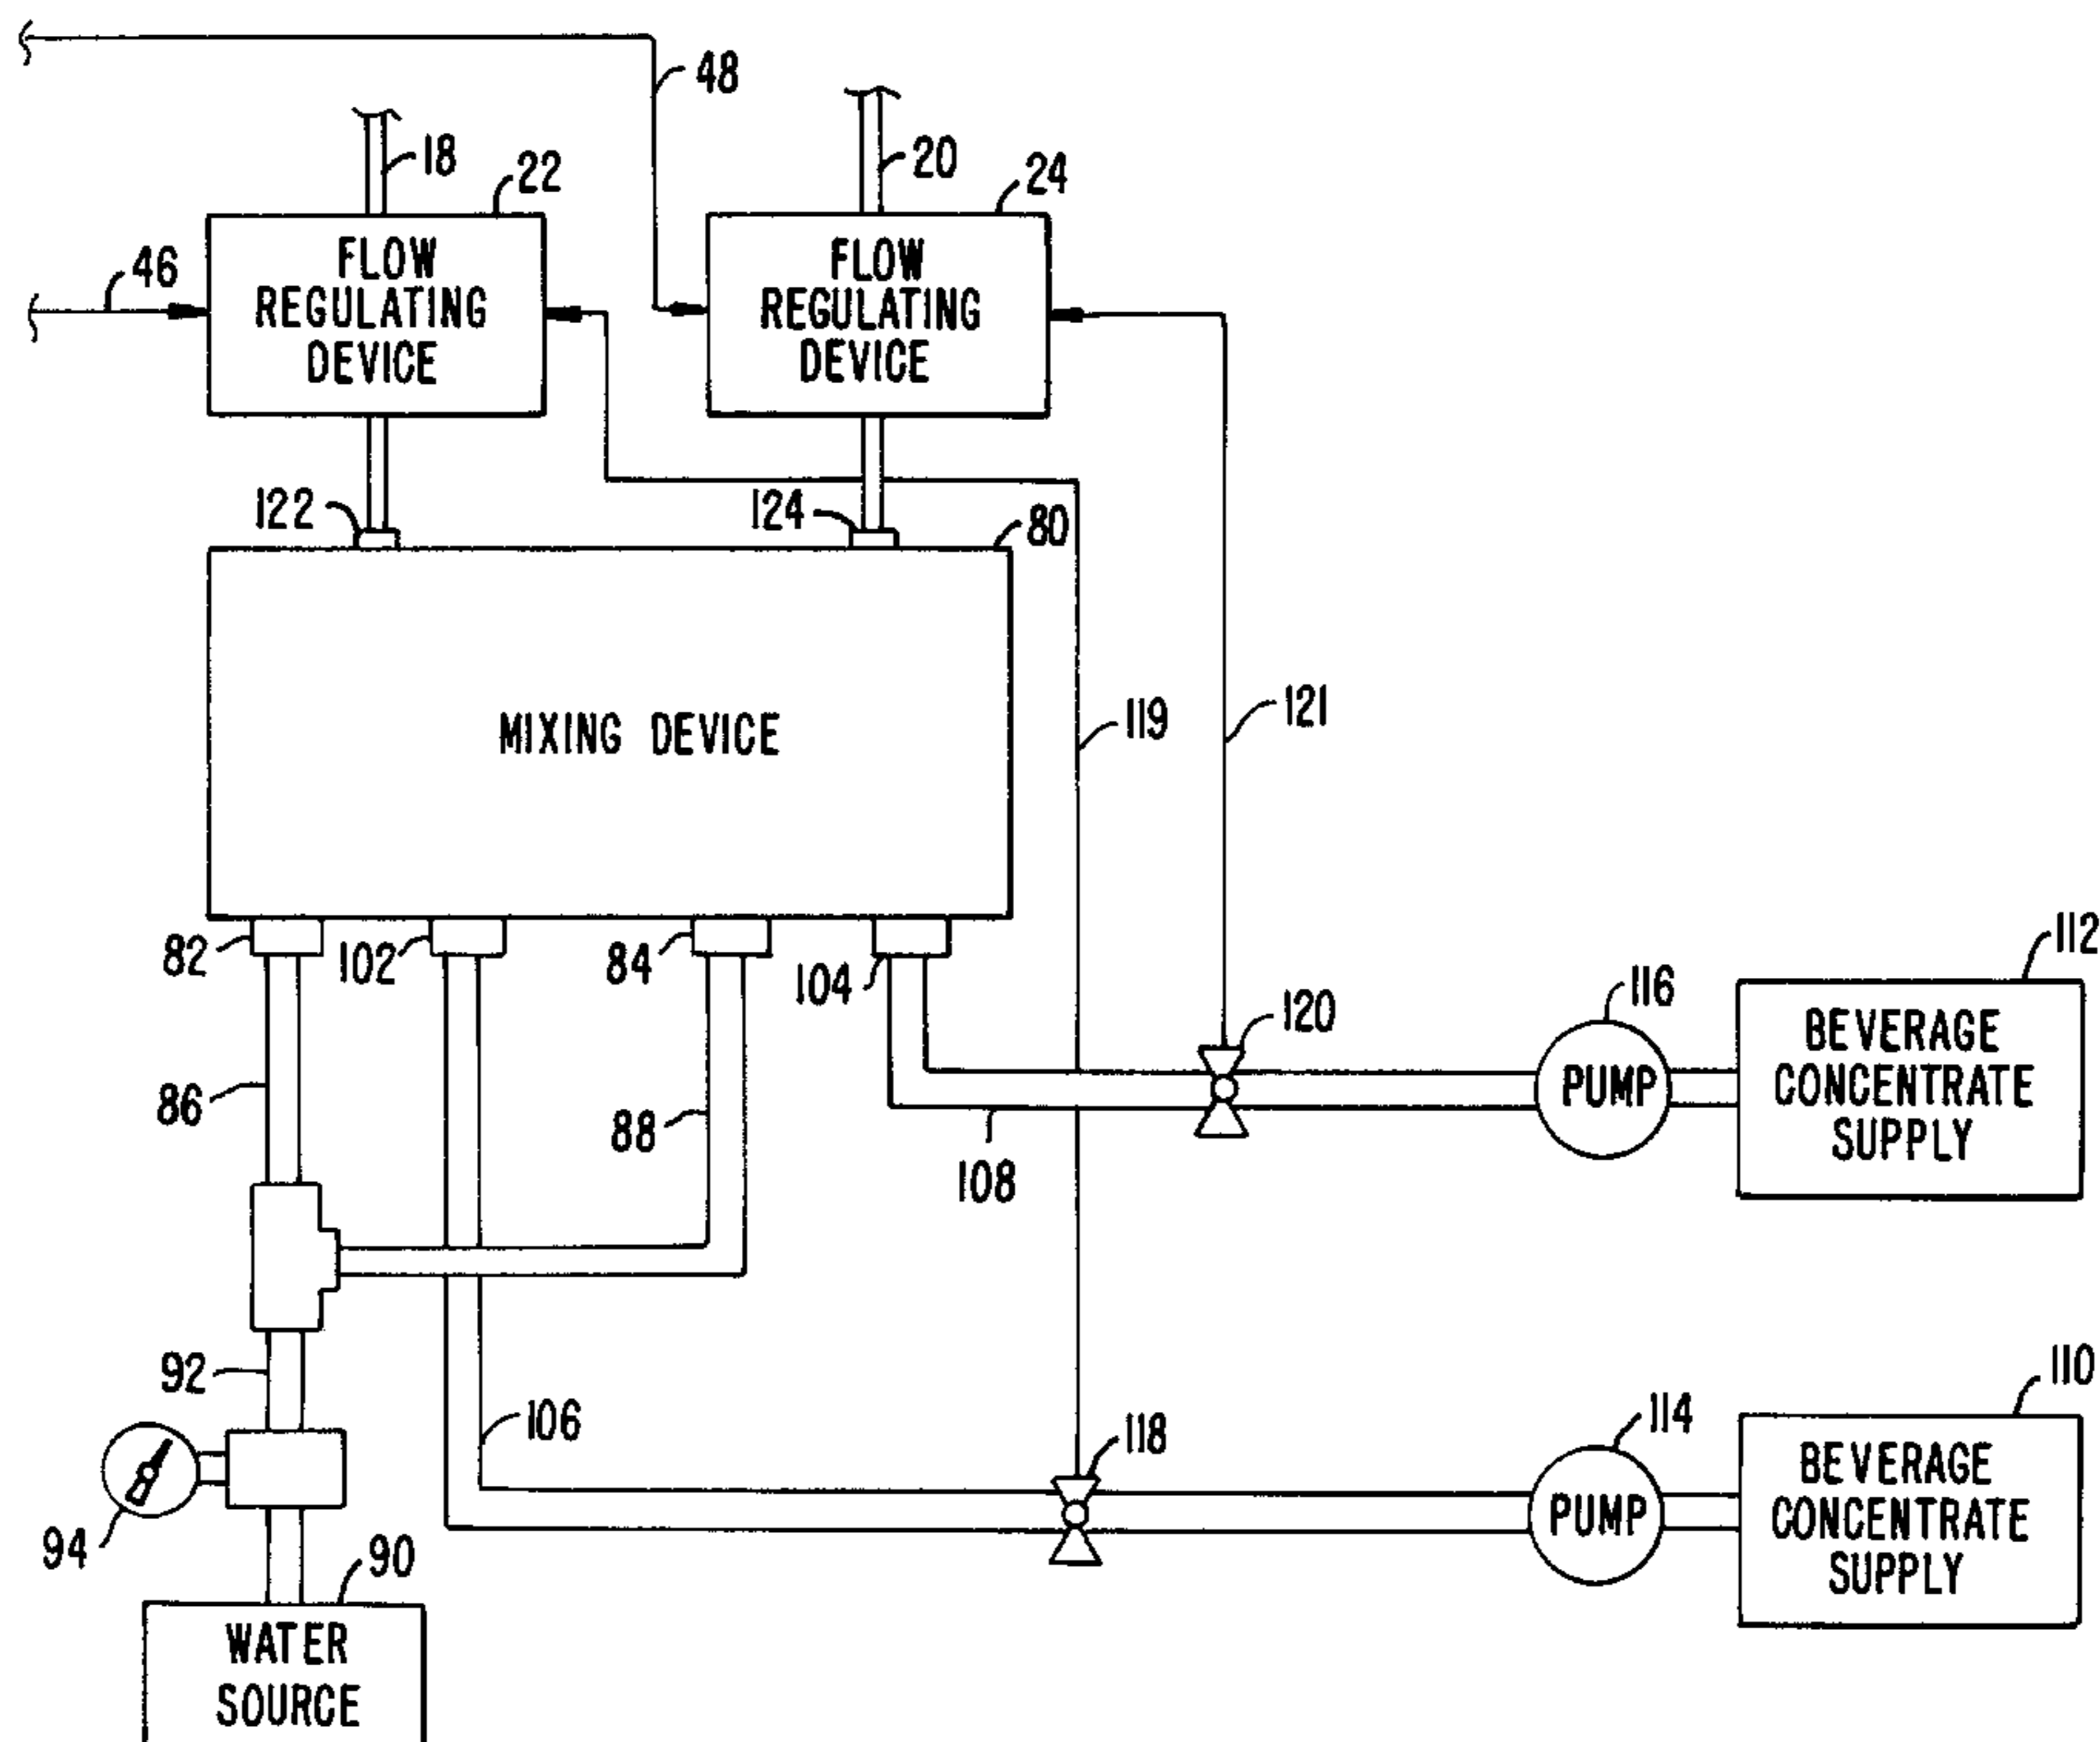 48
18
22
20
24
46
FLOW
REGULATING
DEVICE
FLOW
REGULATING
DEVICE
122
124
80
MIXING DEVICE
119
121
82
102
84
104
120
116
112
PUMP
BEVERAGE
CONCENTRATE
SUPPLY
86
88
108
92
106
118
114
110
94
90
PUMP
BEVERAGE
CONCENTRATE
SUPPLY
WATER
SOURCE